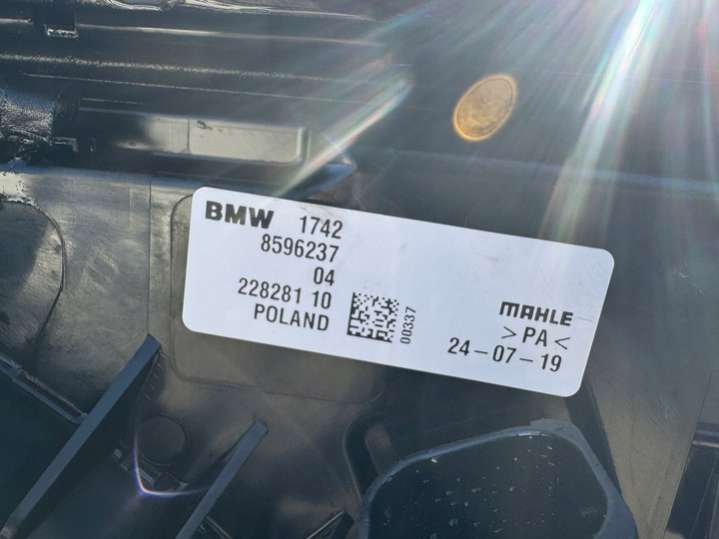 BMW 1742
8596237
04
228281 10
POLAND
00337
MAHLE
>PA<
24-07-19